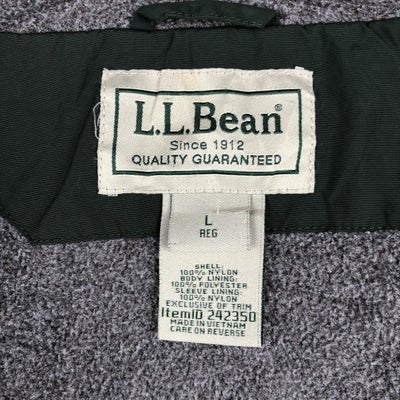 L.L.Bean®
Since 1912
QUALITY GUARANTEED
L
REG
SHELL:
100% NYLON
BODY LINING:
100% POLYESTER
SLEEVE LINING:
100% NYLON
EXCLUSIVE OF TRIM
ItemID 242350
MADE IN VIETNAM
CARE ON REVERSE